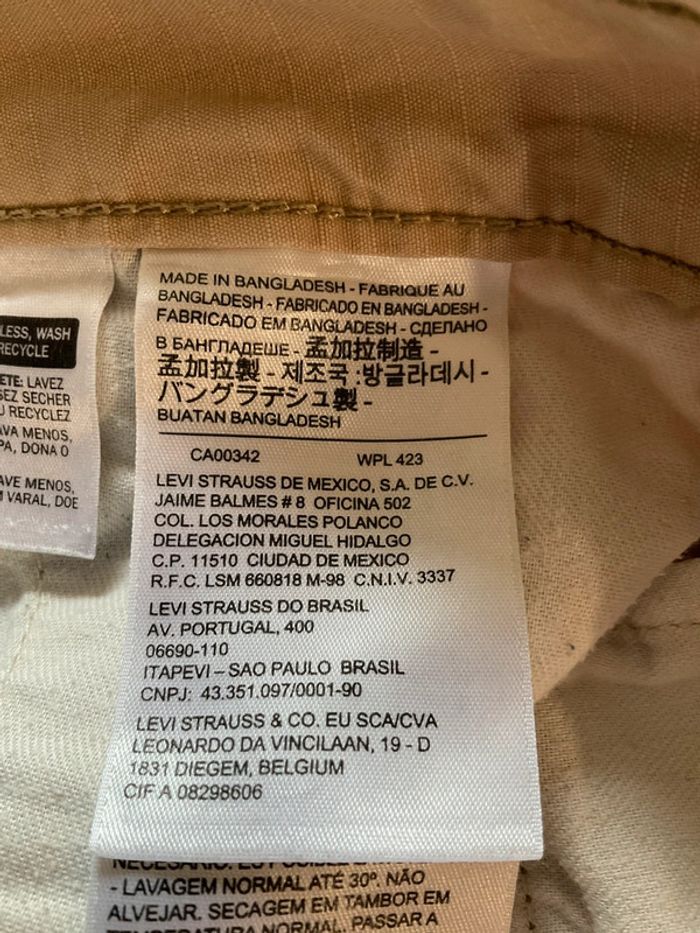 LESS, WASH
RECYCLE
ETE: LAVEZ
SEZ SECHER
U RECYCLEZ
AVA MENOS,
PA, DONA O
AVE MENOS,
VARAL, DOE
MADE IN BANGLADESH - FABRIQUE AU
BANGLADESH - FABRICADO EN BANGLADESH -
FABRICADO EM BANGLADESH - СДЕЛАНО
В БАНГЛАДЕШЕ - 孟加拉制造 -
孟加拉製 - 제조국 :방글라데시 -
バングラデシュ製 -
BUATAN BANGLADESH
CA00342 WPL 423
LEVI STRAUSS DE MEXICO, S.A. DE C.V.
JAIME BALMES # 8 OFICINA 502
COL. LOS MORALES POLANCO
DELEGACION MIGUEL HIDALGO
C.P. 11510 CIUDAD DE MEXICO
R.F.C. LSM 660818 M-98 C.N.I.V. 3337
LEVI STRAUSS DO BRASIL
AV. PORTUGAL, 400
06690-110
ITAPEVI – SAO PAULO BRASIL
CNPJ: 43.351.097/0001-90
LEVI STRAUSS & CO. EU SCA/CVA
LEONARDO DA VINCILAAN, 19 - D
1831 DIEGEM, BELGIUM
CIF A 08298606
- LAVAGEM NORMAL ATÉ 30º. NÃO
ALVEJAR. SECAGEM EM TAMBOR EM
TEMPERATURA NORMAL. PASSAR A